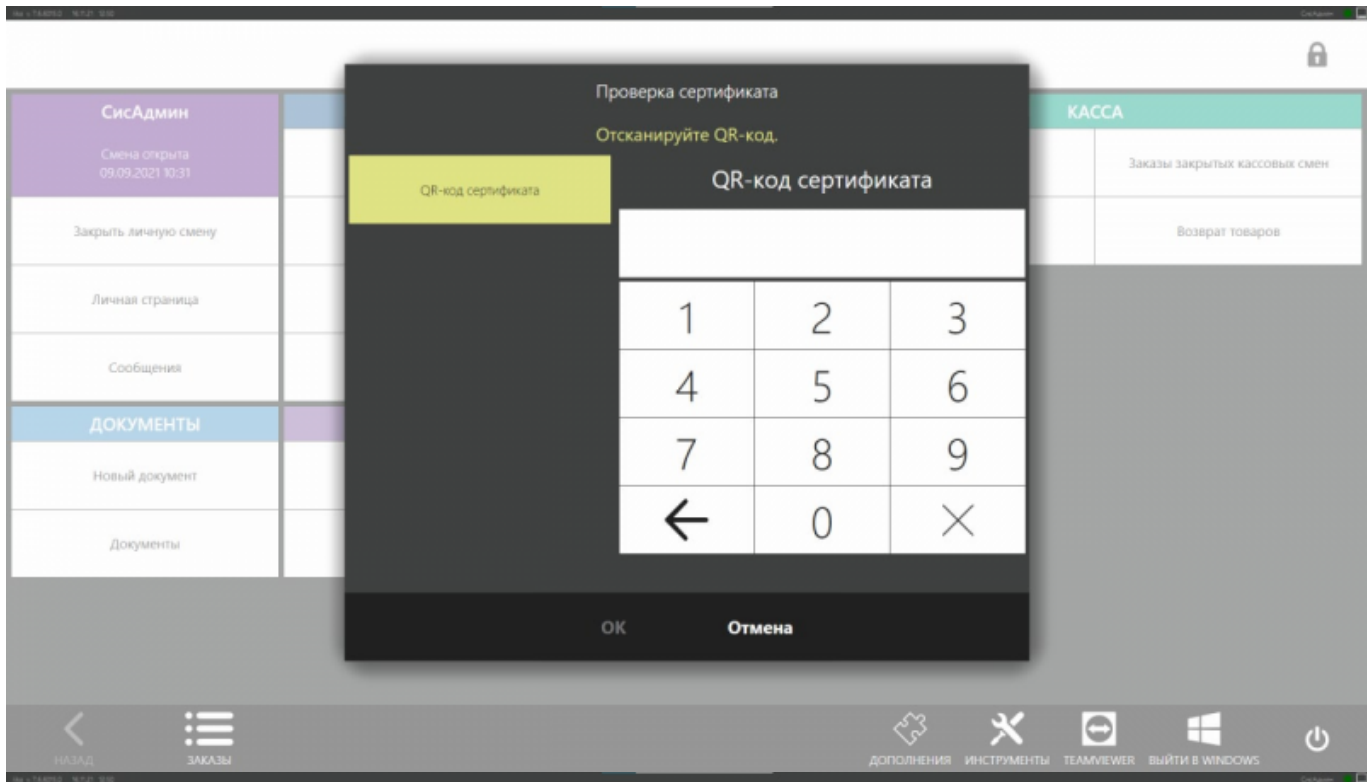 СисАдмин
Проверка сертификата
Отсканируйте QR-код.
QR-код сертификата
QR-код сертификата
1 2 3
4 5 6
7 8 9
0
OK
Отмена
СисАдмин
Смена открыта
09.09.2021 10:31
Закрыть личную смену
Личная страница
Сообщения
ДОКУМЕНТЫ
Новый документ
Документы
КАССА
Заказы закрытых кассовых смен
Возврат товаров
НАЗАД
ЗАКАЗЫ
ДОПОЛНЕНИЯ
ИНСТРУМЕНТЫ
TEAMVIEWER
ВЫЙТИ В WINDOWS
СисАдмин